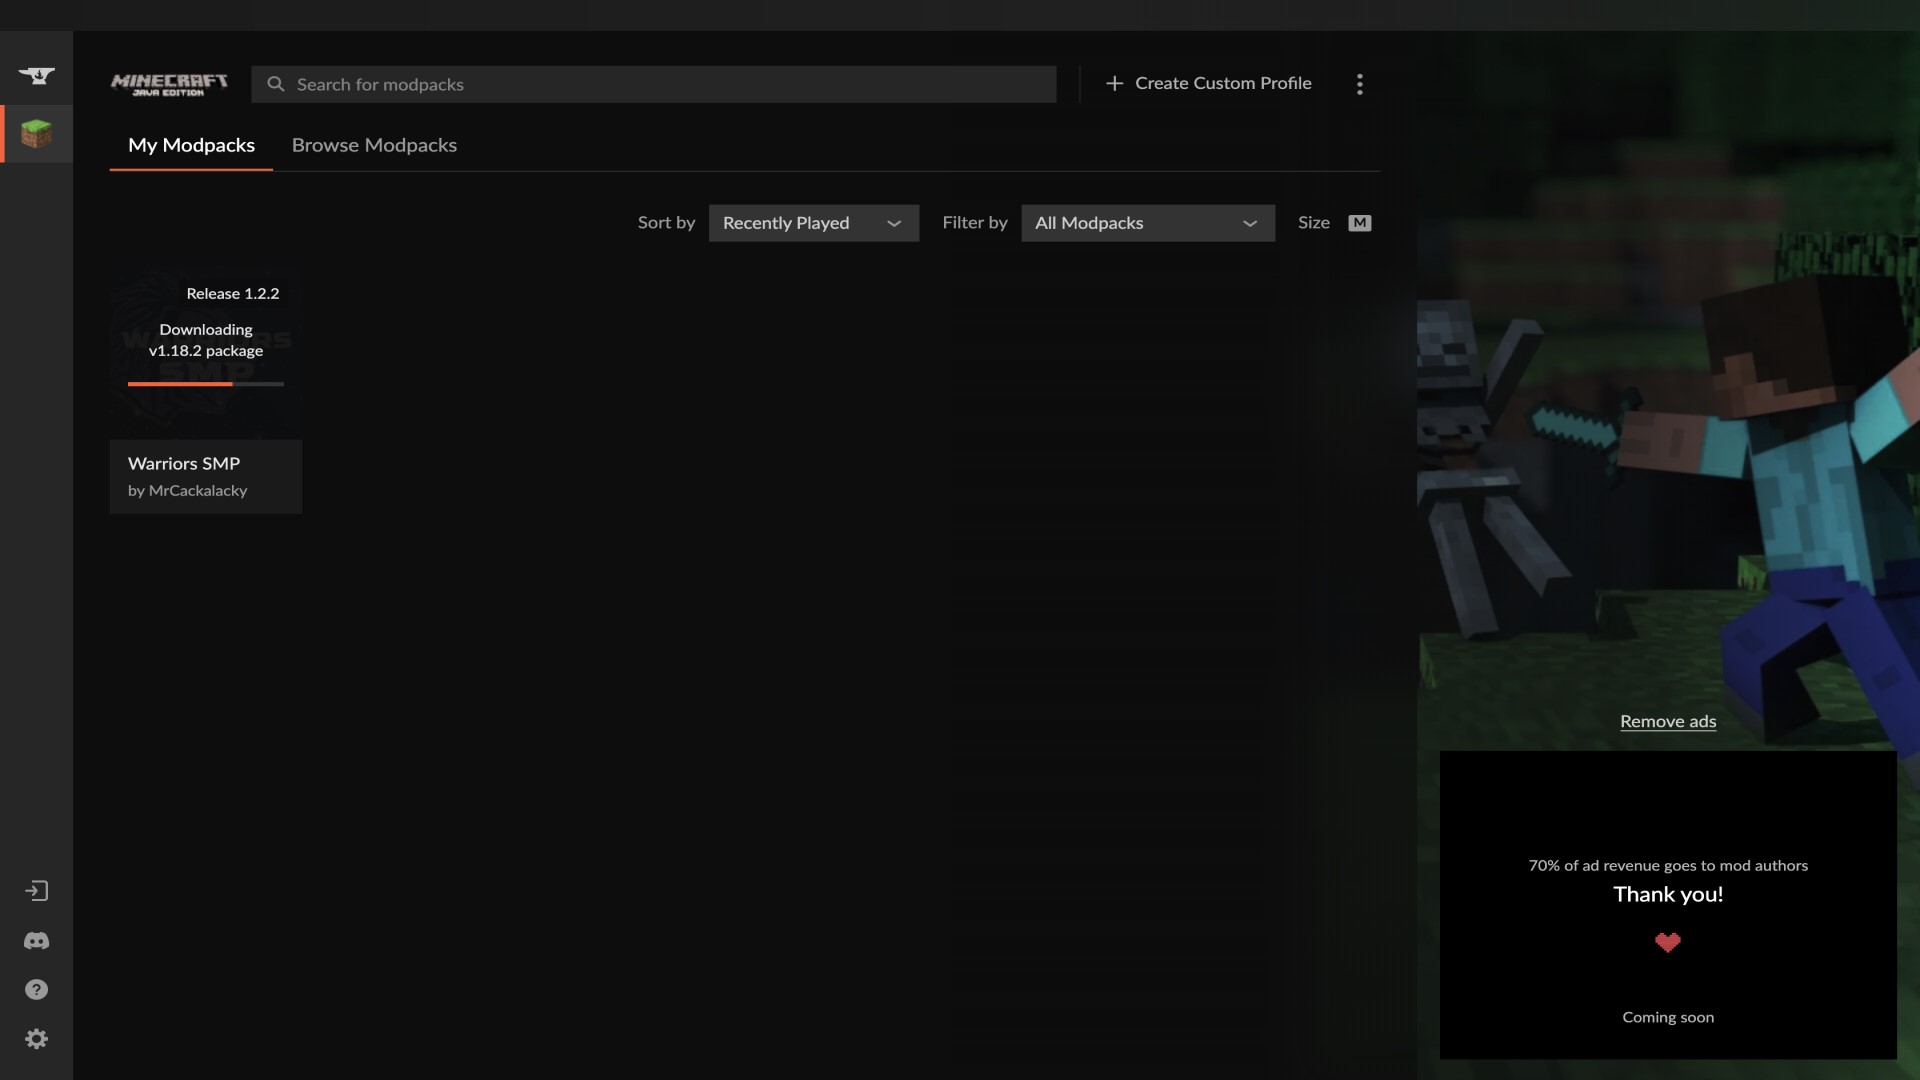 MINECRAFT
JAVA EDITION
Search for modpacks
Create Custom Profile
My Modpacks
Browse Modpacks
Sort by
Recently Played
Filter by
All Modpacks
Size
M
Release 1.2.2
WARRIORS
SMP
Downloading
v1.18.2 package
Warriors SMP
by MrCackalacky
Remove ads
70% of ad revenue goes to mod authors
Thank you!
Coming soon
?